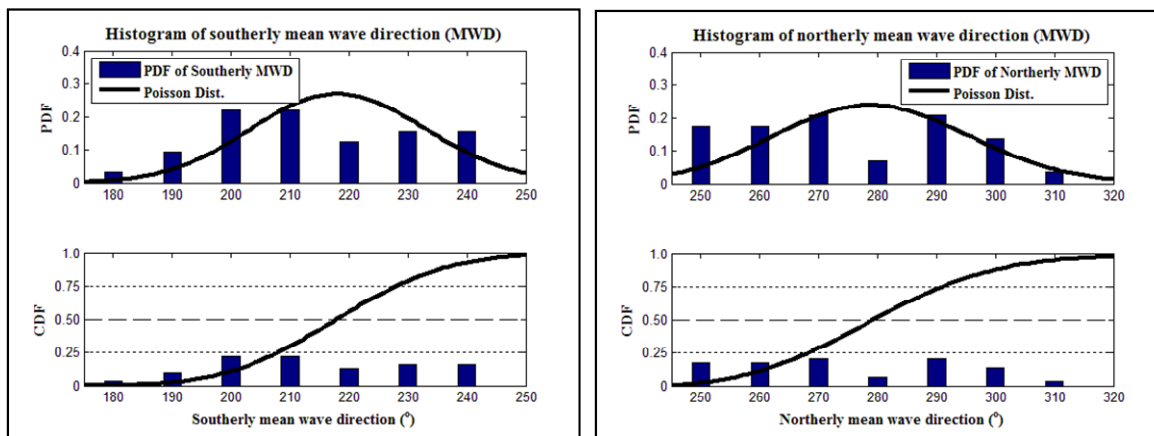 Histogram of southerly mean wave direction (MWD)
0.4
0.3
0.2
0.1
0
PDF
PDF of Southerly MWD
Poisson Dist.
180 190 200 210 220 230 240 250
1.0
0.75
0.50
0.25
0
CDF
180 190 200 210 220 230 240 250
Southerly mean wave direction (°)
Histogram of northerly mean wave direction (MWD)
0.4
0.3
0.2
0.1
0
PDF
PDF of Northerly MWD
Poisson Dist.
250 260 270 280 290 300 310 320
1.0
0.75
0.50
0.25
0
CDF
250 260 270 280 290 300 310 320
Northerly mean wave direction (°)